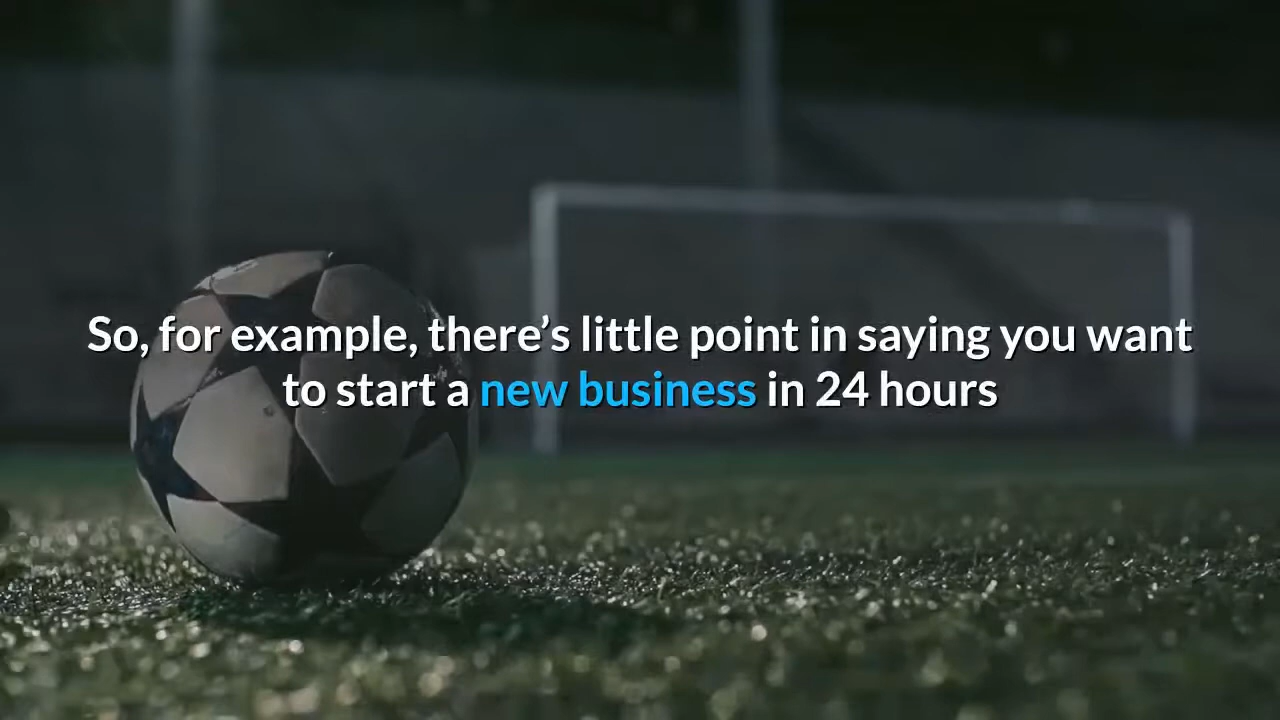 So, for example, there’s little point in saying you want
to start a new business in 24 hours